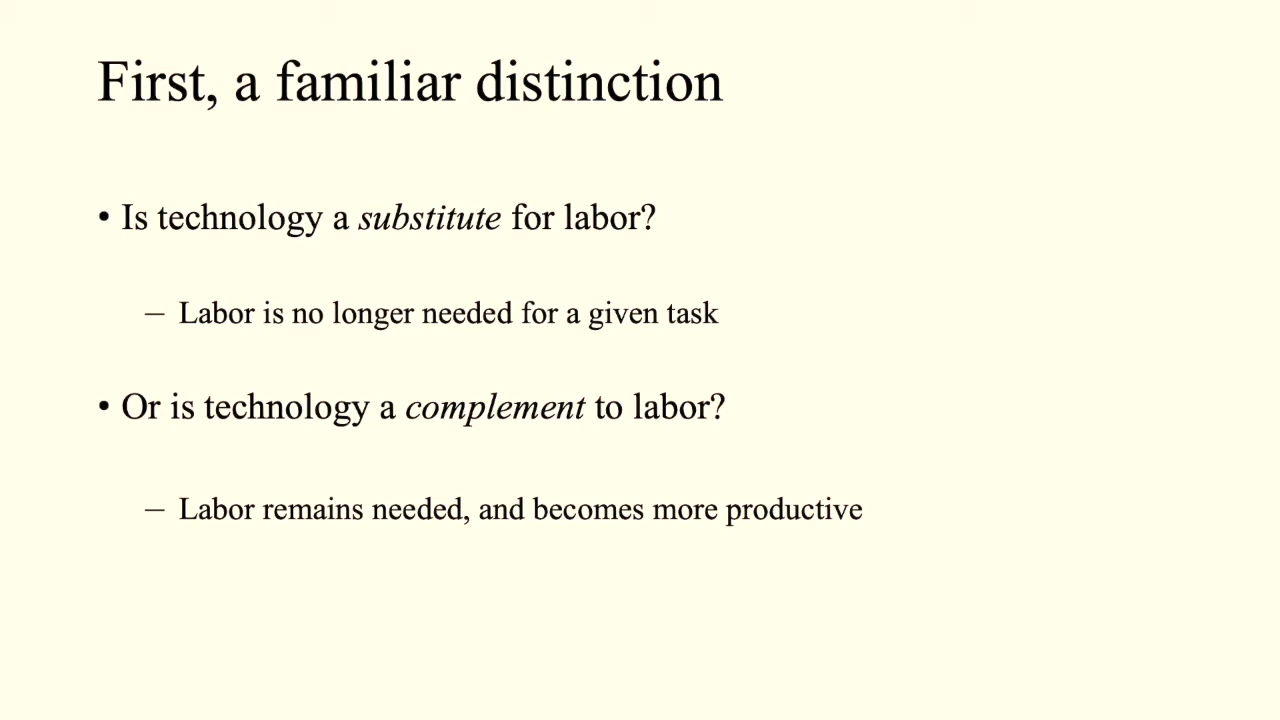 First, a familiar distinction
• Is technology a substitute for labor?
– Labor is no longer needed for a given task
• Or is technology a complement to labor?
– Labor remains needed, and becomes more productive